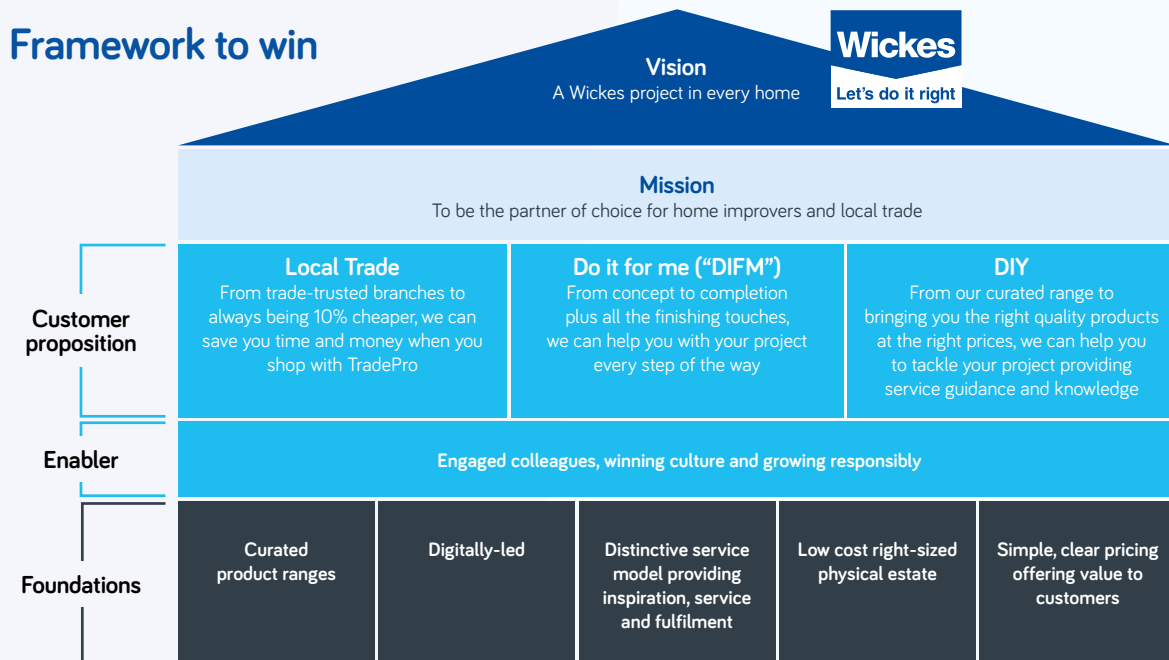 Framework to win
Vision
A Wickes project in every home
Wickes
Let's do it right
Mission
To be the partner of choice for home improvers and local trade
Customer
proposition
Local Trade
From trade-trusted branches to
always being 10% cheaper, we can
save you time and money when you
shop with TradePro
Do it for me (“DIFM”)
From concept to completion
plus all the finishing touches,
we can help you with your project
every step of the way
DIY
From our curated range to
bringing you the right quality products
at the right prices, we can help you
to tackle your project providing
service guidance and knowledge
Enabler
Engaged colleagues, winning culture and growing responsibly
Foundations
Curated
product ranges
Digitally-led
Distinctive service
model providing
inspiration, service
and fulfilment
Low cost right-sized
physical estate
Simple, clear pricing
offering value to
customers